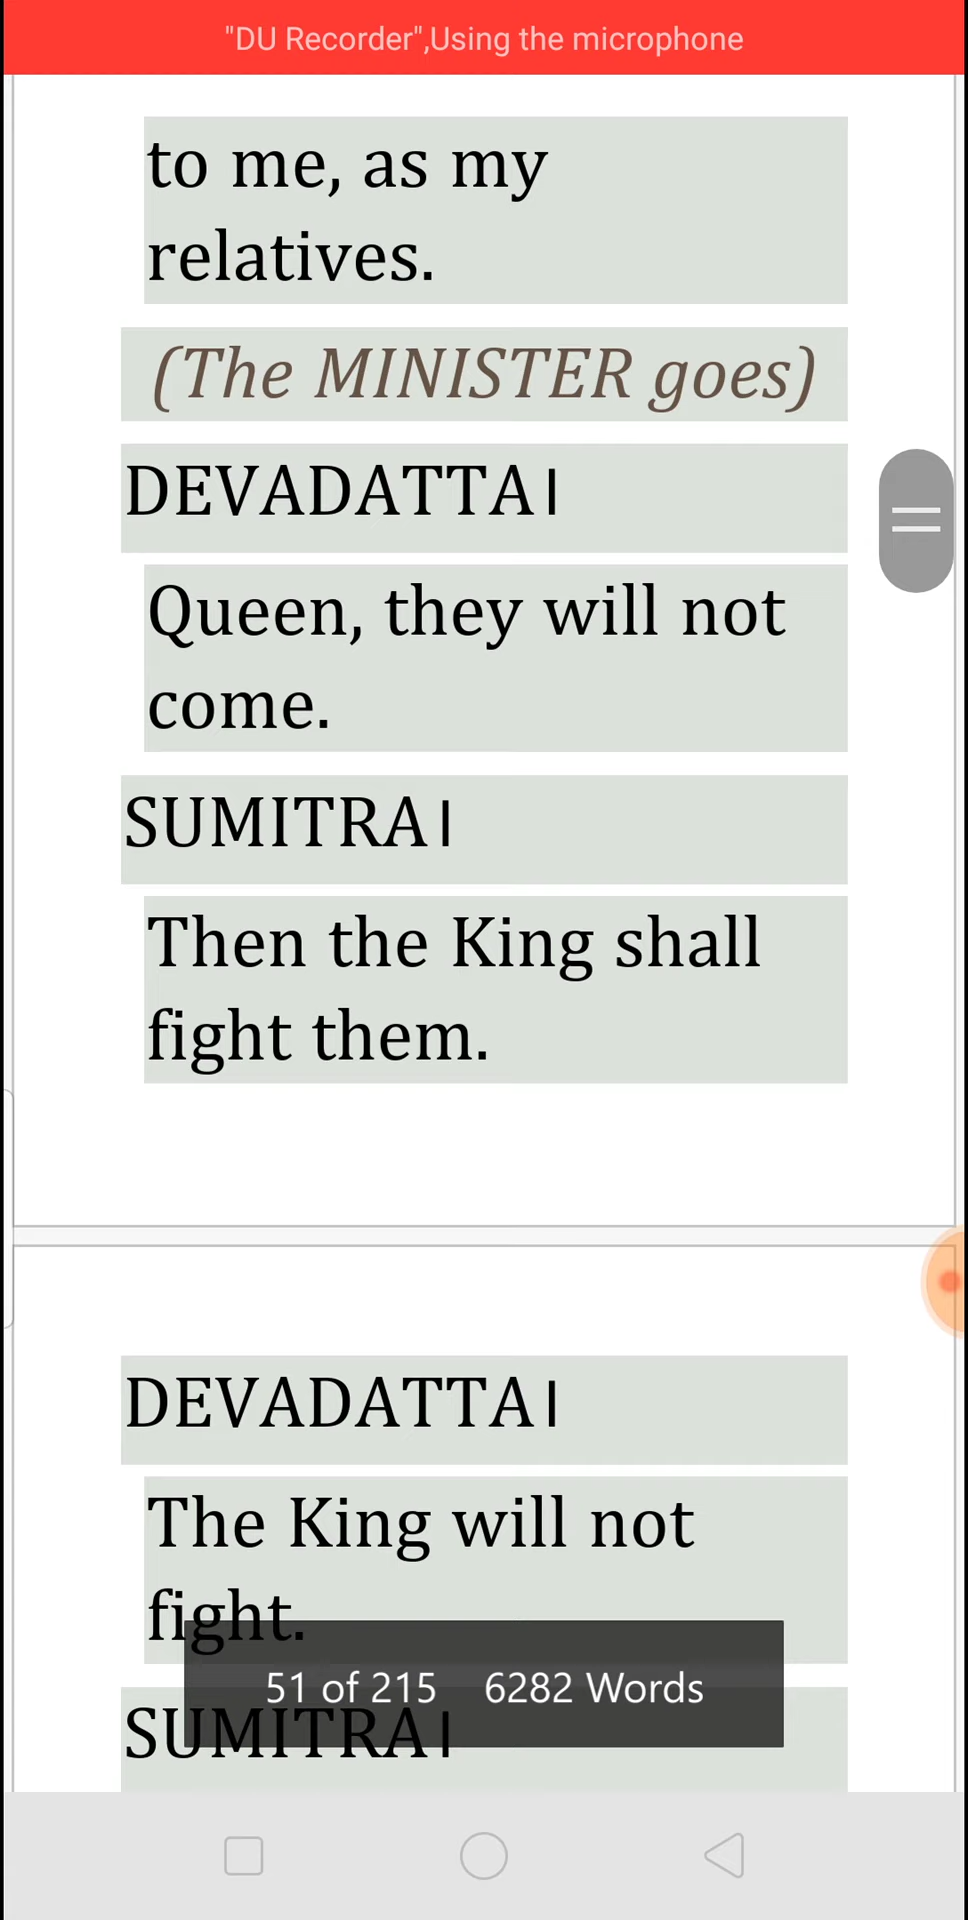 "DU Recorder",Using the microphone
to me, as my
relatives.
(The MINISTER goes)
DEVADATTA।
Queen, they will not
come.
SUMITRA।
Then the King shall
fight them.
DEVADATTA।
The King will not
fight.
51 of 215 6282 Words
SUMITRA।